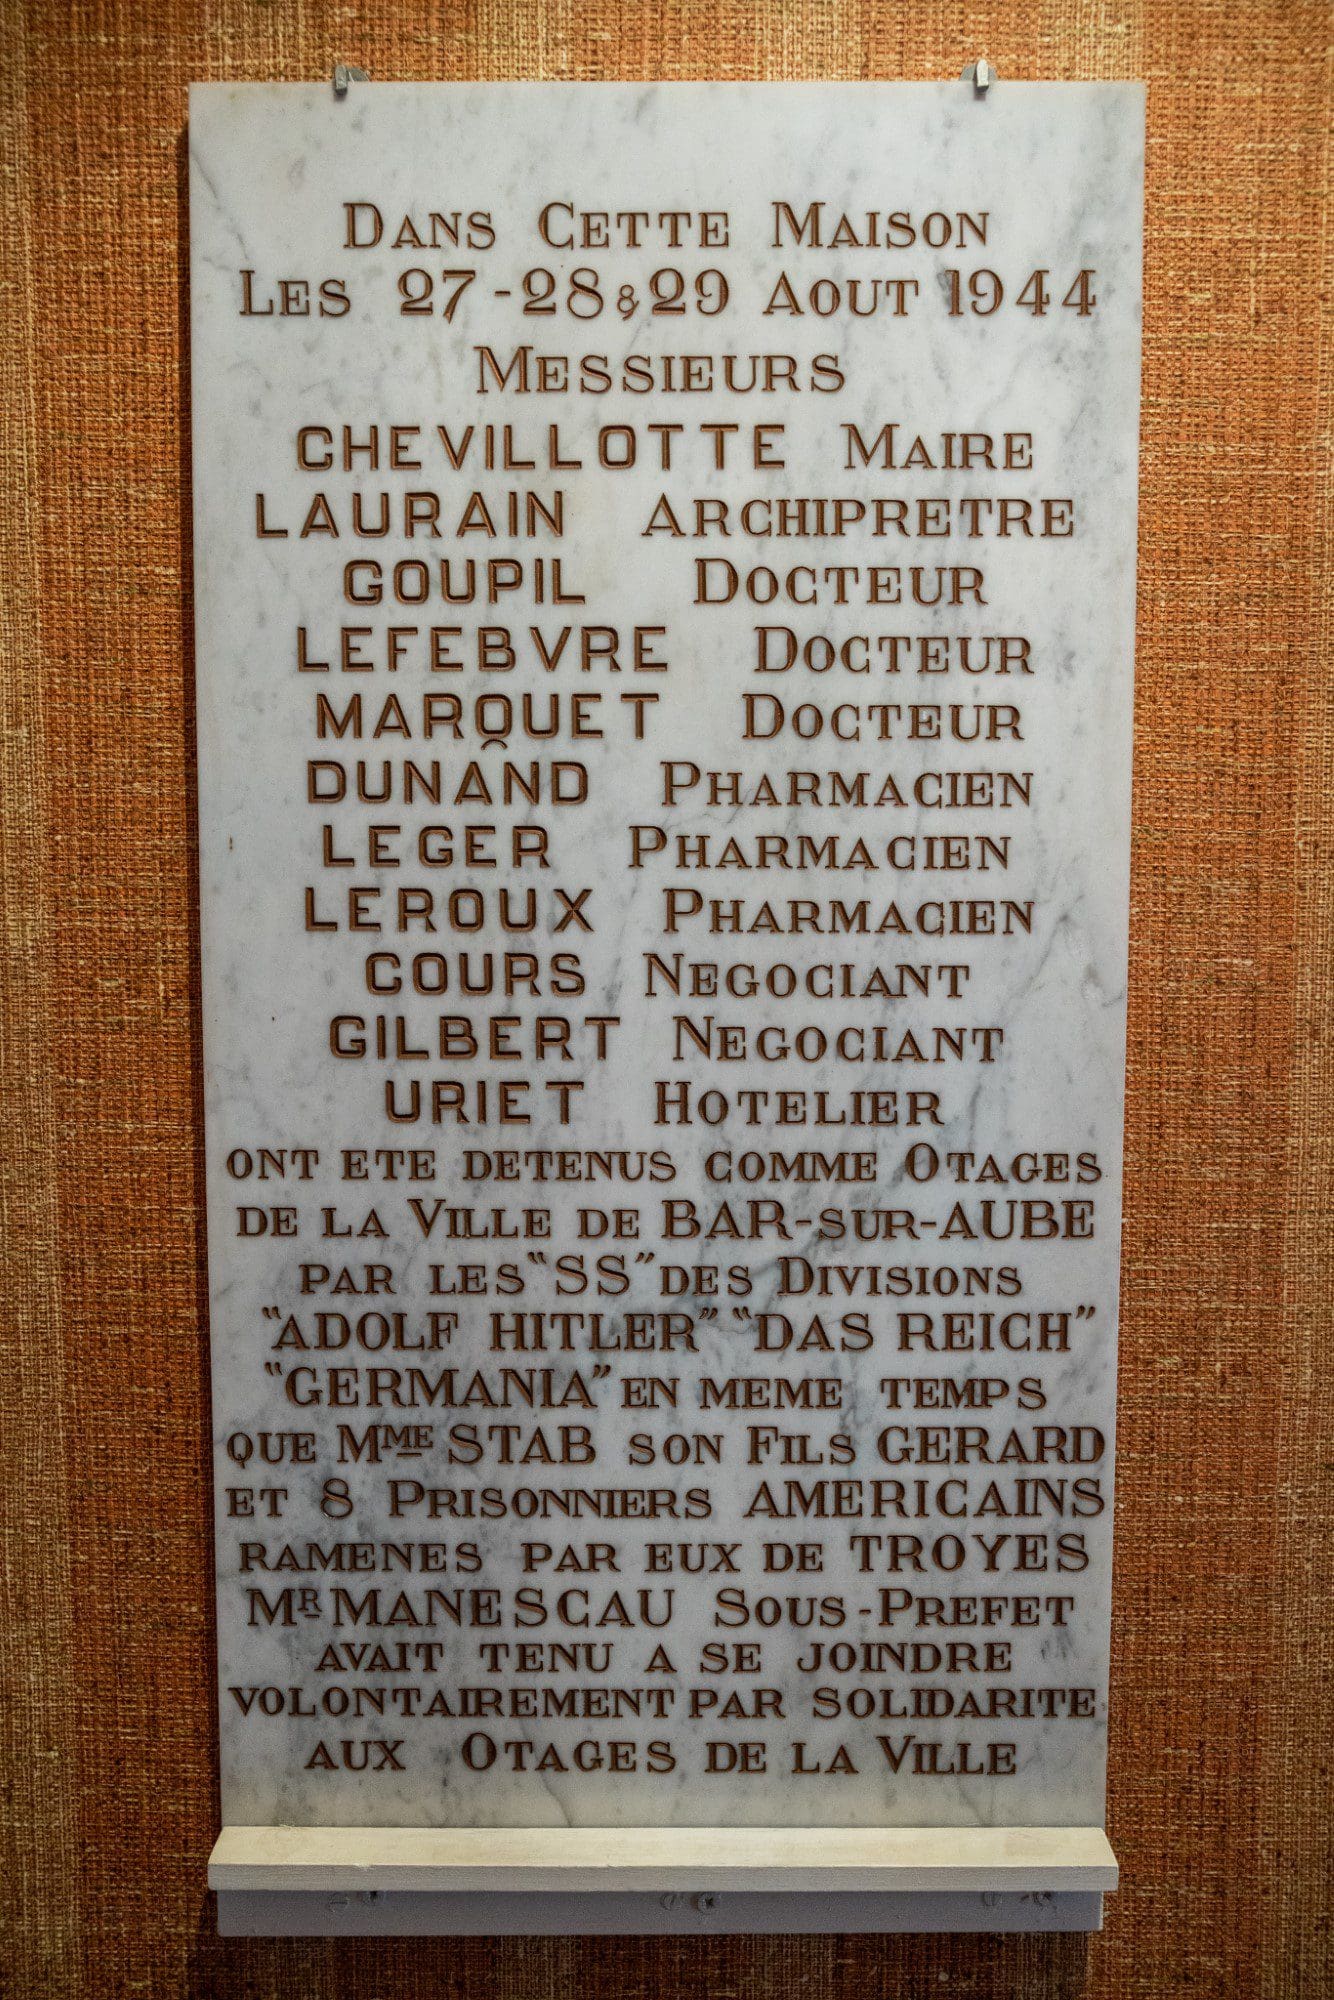 DANS CETTE MAISON
LES 27-28 & 29 AOUT 1944
MESSIEURS
CHEVILLOTTE MAIRE
LAURAIN ARCHIPRETRE
GOUPIL DOCTEUR
LEFEBVRE DOCTEUR
MARQUET DOCTEUR
DUNAND PHARMACIEN
LEGER PHARMACIEN
LEROUX PHARMACIEN
COURS NEGOCIANT
GILBERT NEGOCIANT
URIET HOTELIER
ONT ETE DETENUS COMME OTAGES
DE LA VILLE DE BAR-SUR-AUBE
PAR LES "SS" DES DIVISIONS
"ADOLF HITLER" "DAS REICH"
"GERMANIA" EN MEME TEMPS
QUE MME STAB SON FILS GERARD
ET 8 PRISONNIERS AMERICAINS
RAMENES PAR EUX DE TROYES
MR MANESCAU SOUS-PREFET
AVAIT TENU A SE JOINDRE
VOLONTAIREMENT PAR SOLIDARITE
AUX OTAGES DE LA VILLE